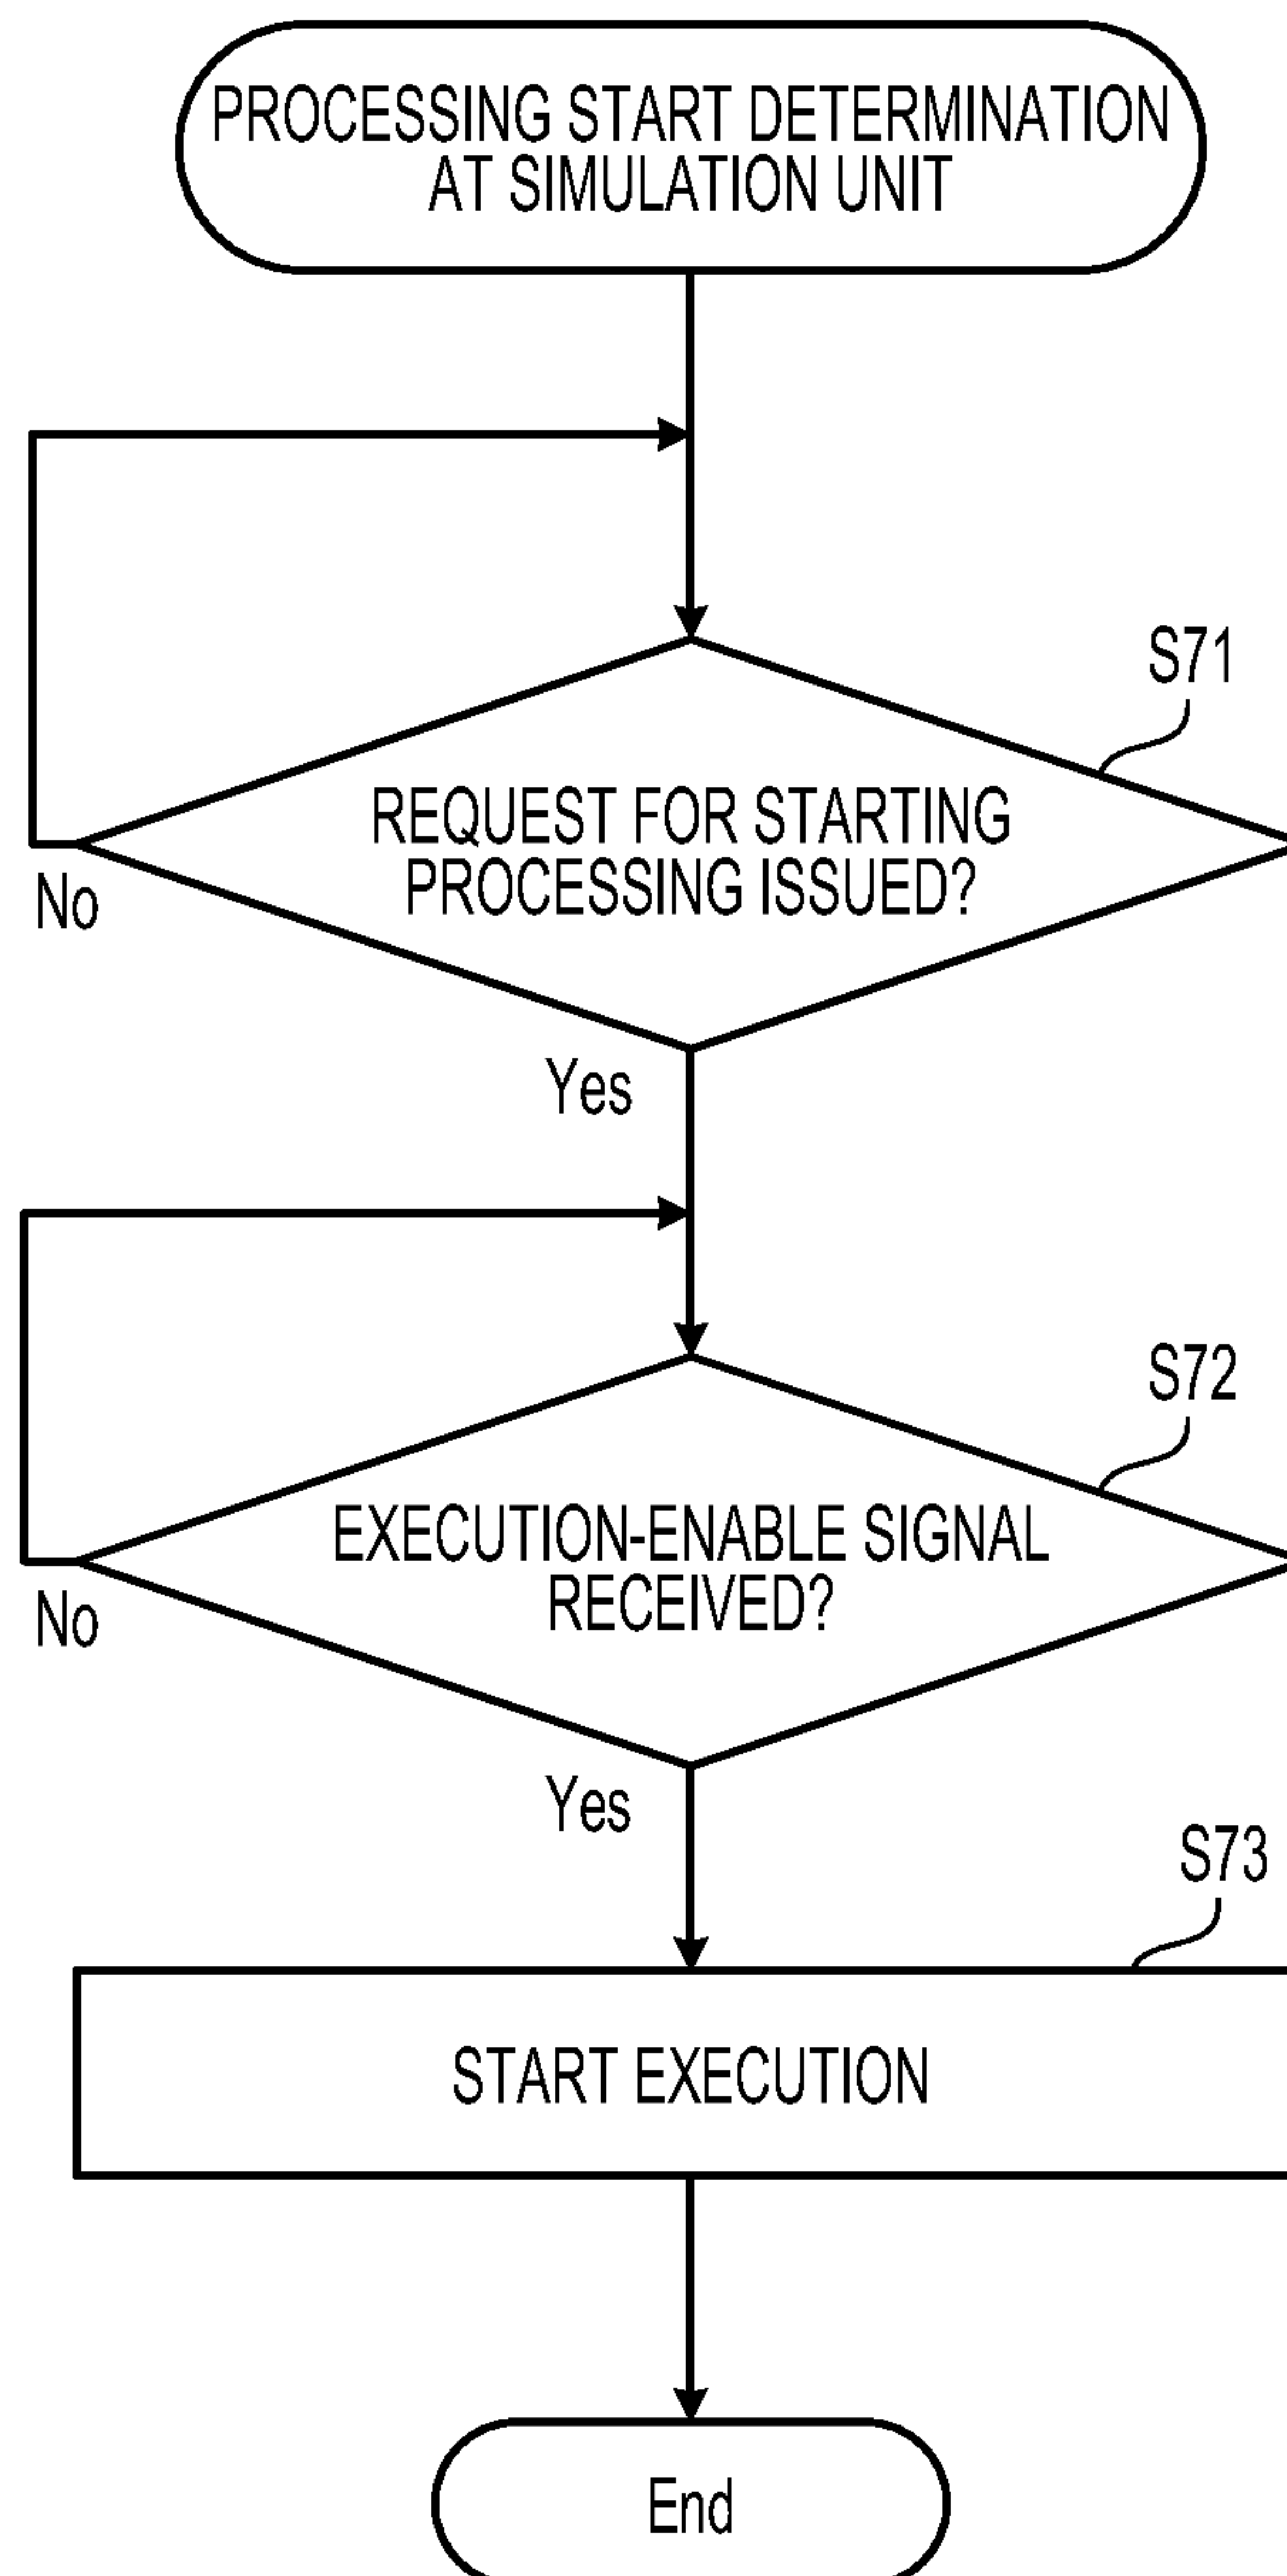 PROCESSING START DETERMINATION
AT SIMULATION UNIT
S71
REQUEST FOR STARTING
PROCESSING ISSUED?
No
Yes
S72
EXECUTION-ENABLE SIGNAL
RECEIVED?
No
Yes
S73
START EXECUTION
End